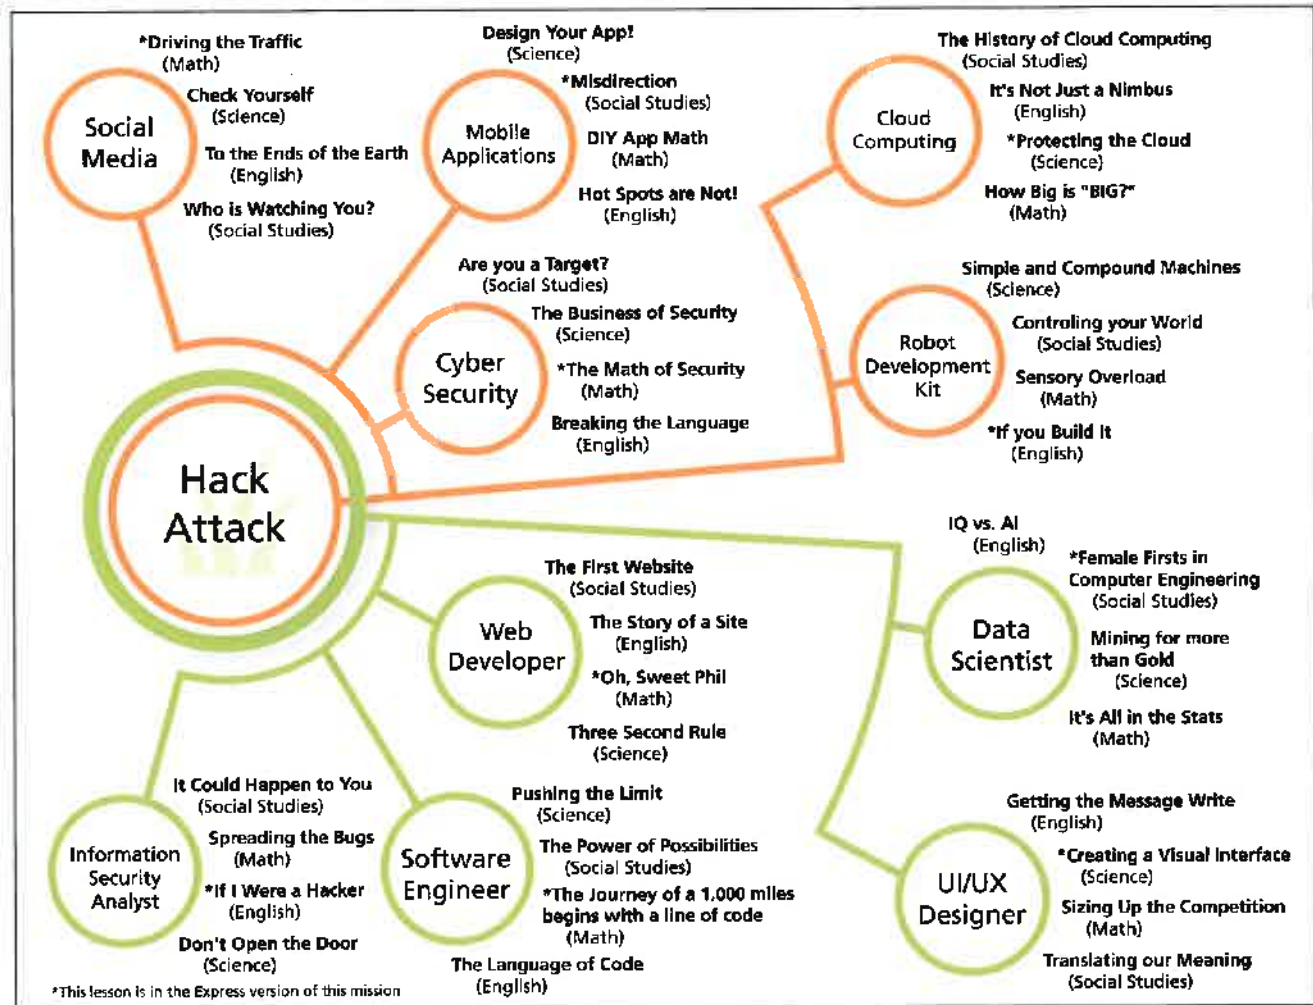 *Driving the Traffic
(Math)
Check Yourself
(Science)
Social
Media
To the Ends of the Earth
(English)
Who is Watching You?
(Social Studies)
Design Your App!
(Science)
*Misdirection
(Social Studies)
Mobile
Applications
DIY App Math
(Math)
Hot Spots are Not!
(English)
The History of Cloud Computing
(Social Studies)
It's Not Just a Nimbus
(English)
Cloud
Computing
*Protecting the Cloud
(Science)
How Big is "BIG?"
(Math)
Are you a Target?
(Social Studies)
The Business of Security
(Science)
Cyber
Security
*The Math of Security
(Math)
Breaking the Language
(English)
Simple and Compound Machines
(Science)
Controling your World
(Social Studies)
Robot
Development
Kit
Sensory Overload
(Math)
*If you Build It
(English)
Hack
Attack
The First Website
(Social Studies)
The Story of a Site
(English)
Web
Developer
*Oh, Sweet Phil
(Math)
Three Second Rule
(Science)
IQ vs. AI
(English)
*Female Firsts in
Computer Engineering
(Social Studies)
Data
Scientist
Mining for more
than Gold
(Science)
It's All in the Stats
(Math)
It Could Happen to You
(Social Studies)
Spreading the Bugs
(Math)
Information
Security
Analyst
*If I Were a Hacker
(English)
Don't Open the Door
(Science)
Pushing the Limit
(Science)
The Power of Possibilities
(Social Studies)
Software
Engineer
*The Journey of a 1,000 miles
begins with a line of code
(Math)
The Language of Code
(English)
Getting the Message Write
(English)
*Creating a Visual Interface
(Science)
UI/UX
Designer
Sizing Up the Competition
(Math)
Translating our Meaning
(Social Studies)
*This lesson is in the Express version of this mission